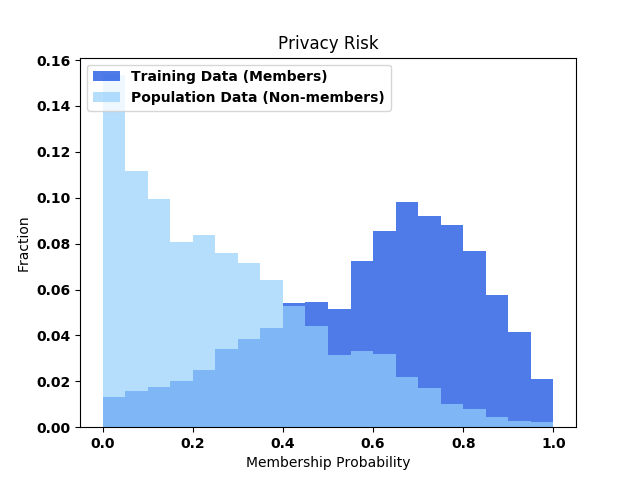 Privacy Risk
Training Data (Members)
Population Data (Non-members)
0.16
0.14
0.12
0.10
0.08
0.06
0.04
0.02
0.00
Fraction
0.0 0.2 0.4 0.6 0.8 1.0
Membership Probability